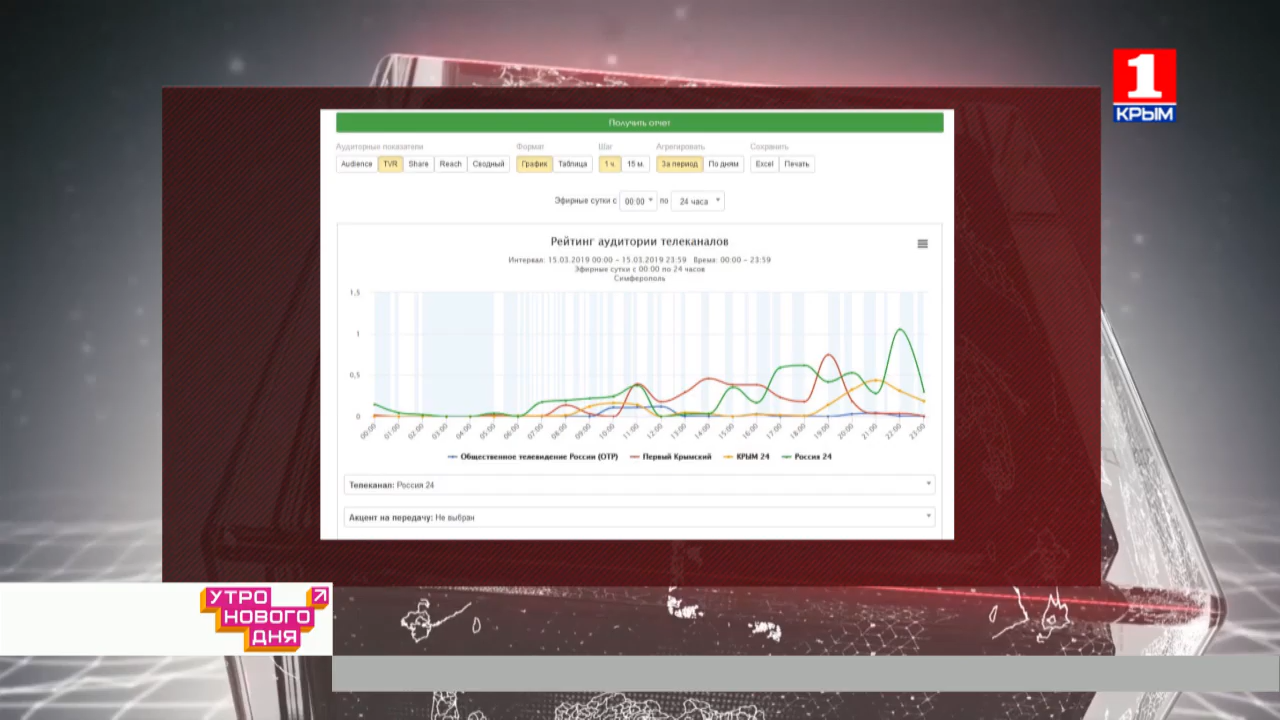 1
КРЫМ
Получить отчет
Аудиторные показатели Формат Шаг Агрегировать Сохранить
Audience TVR Share Reach Сводный График Таблица 1 ч. 15 м. За период По дням Excel Печать
Эфирные сутки с 00:00 по 24 часа
Рейтинг аудитории телеканалов
Интервал: 15.03.2019 00:00 – 15.03.2019 23:59 Время: 00:00 – 23:59
Эфирные сутки с 00:00 по 24 часов
Симферополь
1,5
1
0,5
0
00:00 01:00 02:00 03:00 04:00 05:00 06:00 07:00 08:00 09:00 10:00 11:00 12:00 13:00 14:00 15:00 16:00 17:00 18:00 19:00 20:00 21:00 22:00 23:00
Общественное телевидение России (ОТР) Первый Крымский КРЫМ 24 Россия 24
Телеканал: Россия 24
Акцент на передачу: Не выбран
УТРО
НОВОГО
ДНЯ